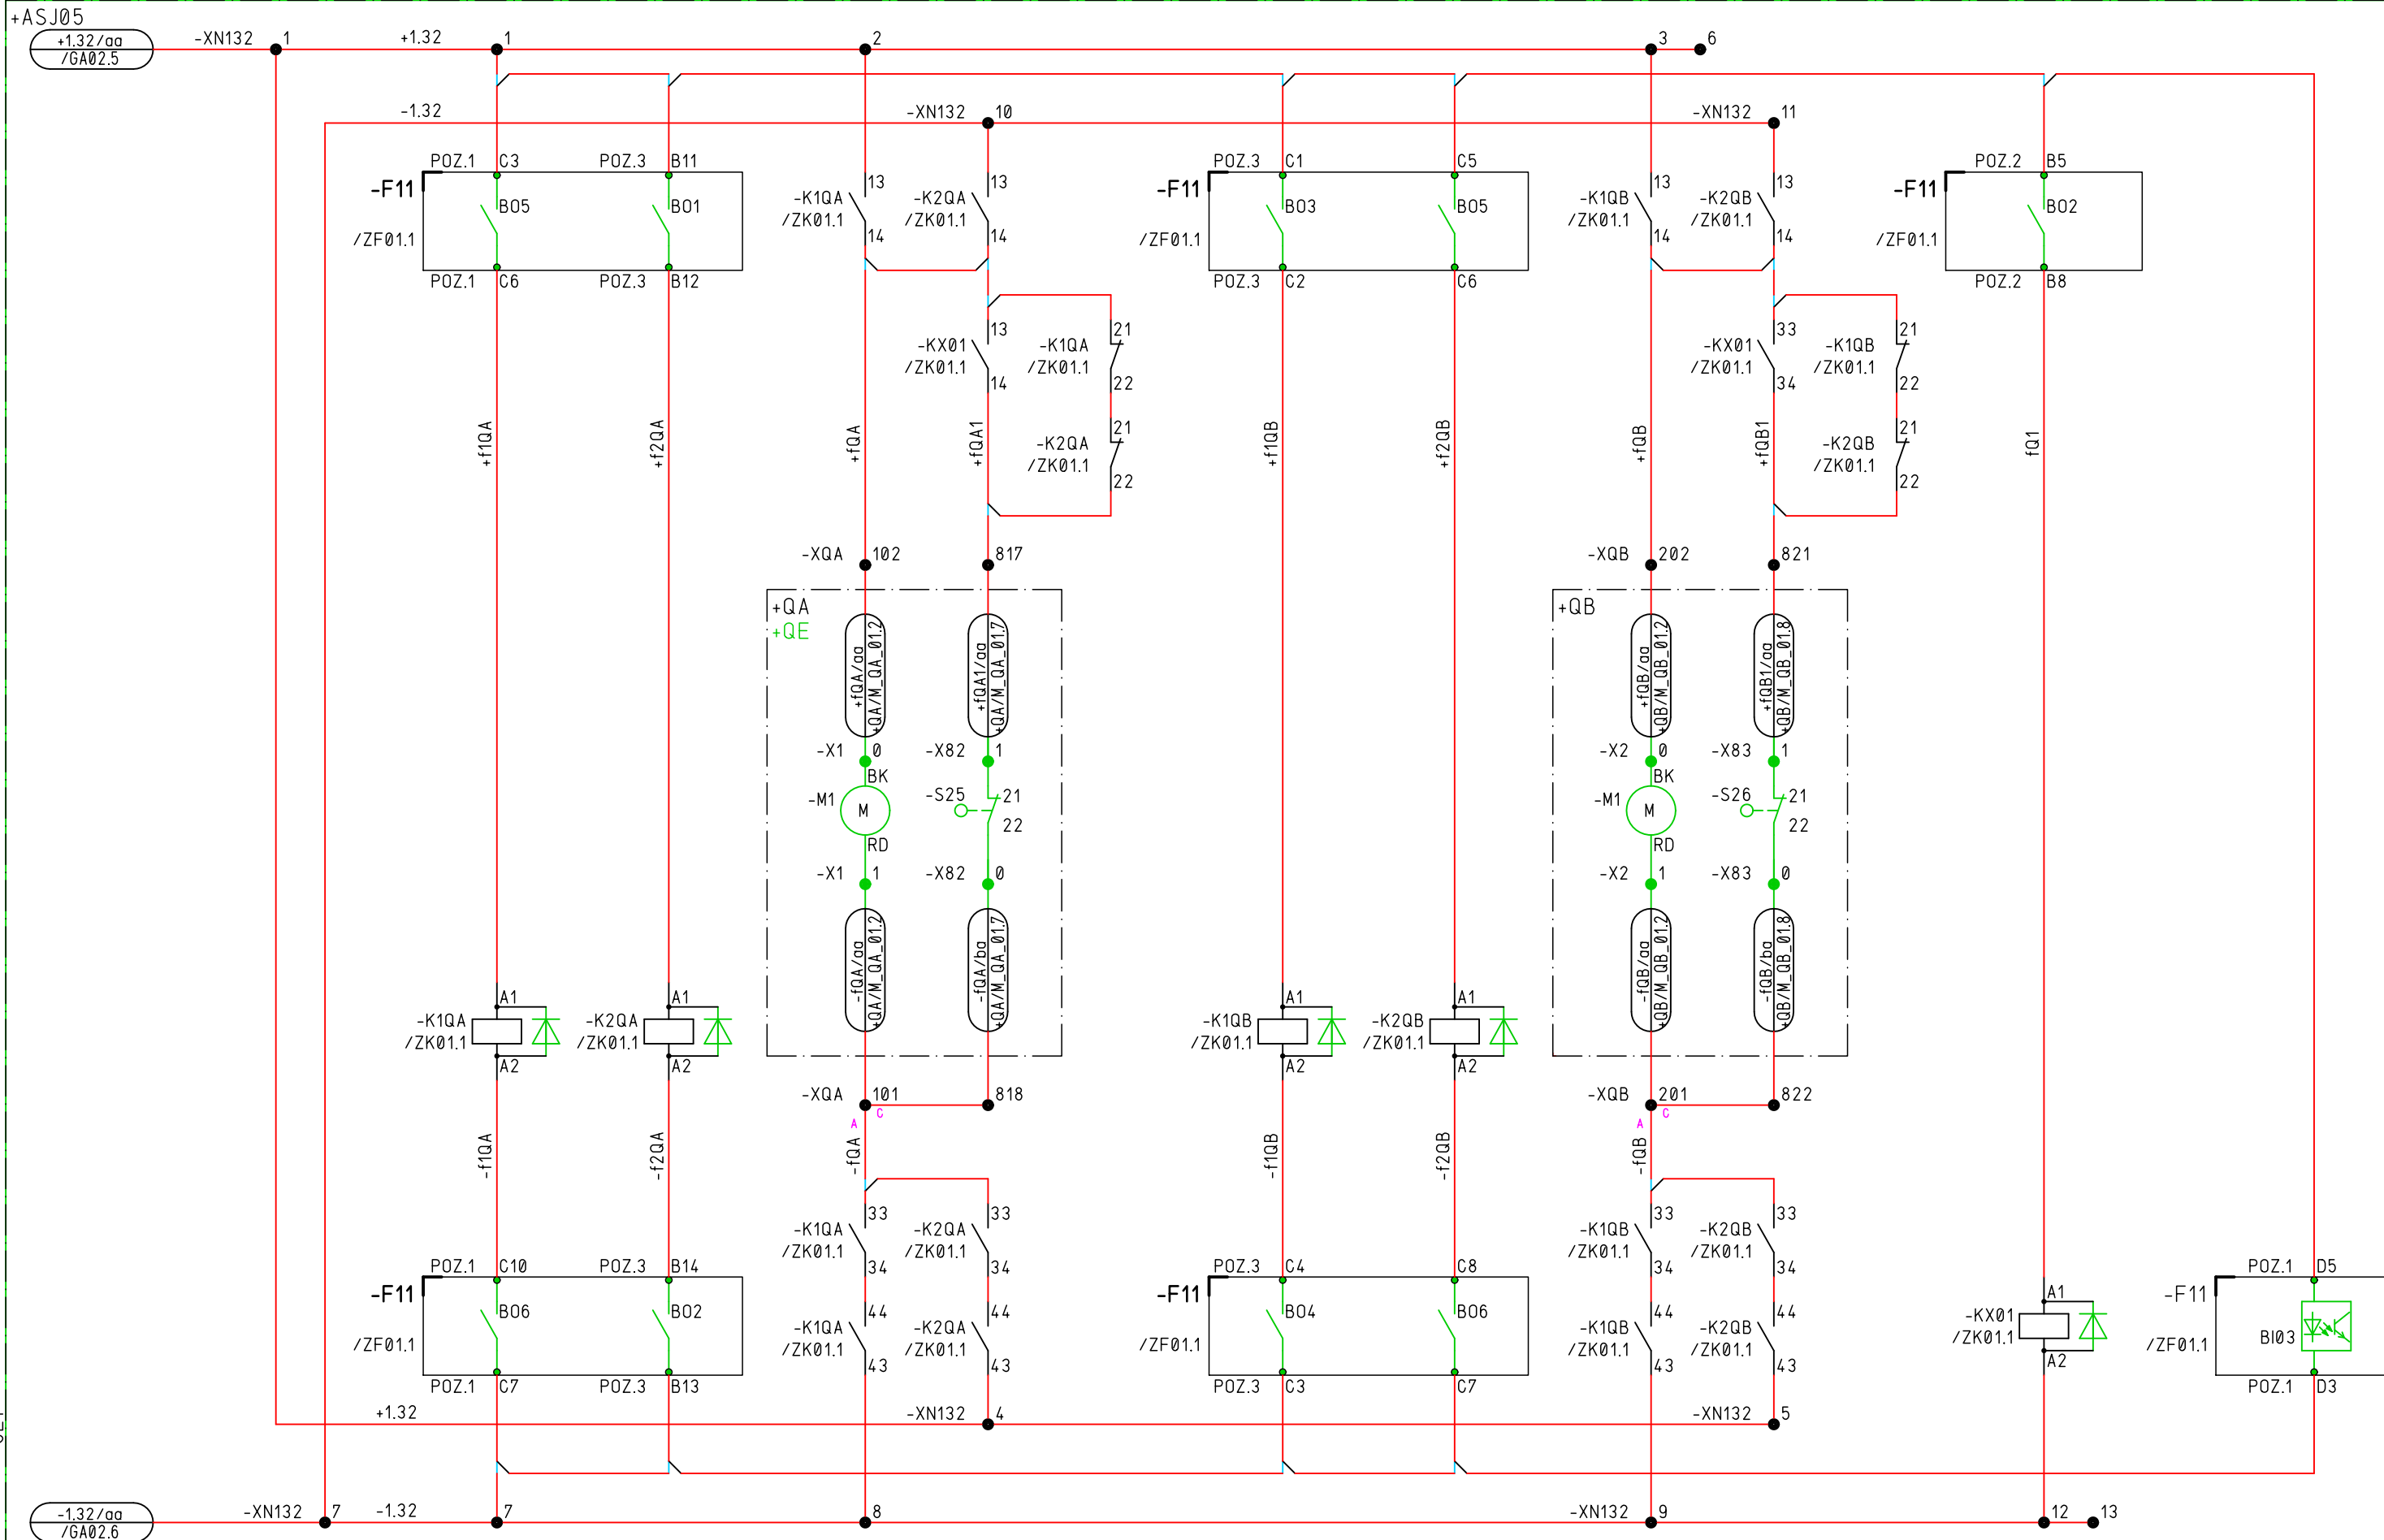 +ASJ05
+1.32/aa
/GA02.5
-XN132 1 +1.32 1 2 3 6
-1.32 -XN132 10 -XN132 11
POZ.1 C3 POZ.3 B11 POZ.3 C1 C5 POZ.2 B5
-F11 BO5 BO1 -K1QA 13 -K2QA 13 -F11 BO3 BO5 -K1QB 13 -K2QB 13 -F11 BO2
/ZF01.1 /ZK01.1 14 /ZK01.1 14 /ZF01.1 /ZK01.1 14 /ZK01.1 14 /ZF01.1
POZ.1 C6 POZ.3 B12 POZ.3 C2 C6 POZ.2 B8
13 21 33 21
-KX01 -K1QA -KX01 -K1QB
/ZK01.1 /ZK01.1 /ZK01.1 /ZK01.1
14 22 34 22
+f1QA +f2QA +fQA +fQA1 +f1QB +f2QB +fQB +fQB1 fQ1
21 21
-K2QA -K2QB
/ZK01.1 /ZK01.1
22 22
-XQA 102 817 -XQB 202 821
+QA +QB
+QE
+fQA/aa +fQA1/aa +fQB/aa +fQB1/aa
+QA/M_QA_01.2 +QA/M_QA_01.7 +QB/M_QB_01.2 +QB/M_QB_01.8
-X1 0 -X82 1 -X2 0 -X83 1
BK BK
-M1 M -S25 21 -M1 M -S26 21
22 22
RD RD
-X1 1 -X82 0 -X2 1 -X83 0
-fQA/aa -fQA/ba -fQB/aa -fQB/ba
+QA/M_QA_01.2 +QA/M_QA_01.7 +QB/M_QB_01.2 +QB/M_QB_01.8
A1 A1 A1 A1
-K1QA -K2QA -K1QB -K2QB
/ZK01.1 /ZK01.1 /ZK01.1 /ZK01.1
A2 A2 A2 A2
-XQA 101 818 -XQB 201 822
A C A C
-f1QA -f2QA -fQA -f1QB -f2QB -fQB
33 33 33 33
-K1QA -K2QA -K1QB -K2QB
/ZK01.1 /ZK01.1 /ZK01.1 /ZK01.1
34 34 34 34
POZ.1 C10 POZ.3 B14 POZ.3 C4 C8 POZ.1 D5
-F11 BO6 BO2 44 44 -F11 BO4 BO6 44 44 A1 -F11
-K1QA -K2QA -K1QB -K2QB -KX01 BI03
/ZF01.1 /ZK01.1 /ZK01.1 /ZF01.1 /ZK01.1 /ZK01.1 /ZK01.1 /ZF01.1
43 43 43 43 A2
POZ.1 C7 POZ.3 B13 POZ.3 C3 C7 POZ.1 D3
+1.32 -XN132 4 -XN132 5
-1.32/aa
/GA02.6
-XN132 7 -1.32 7 8 -XN132 9 12 13